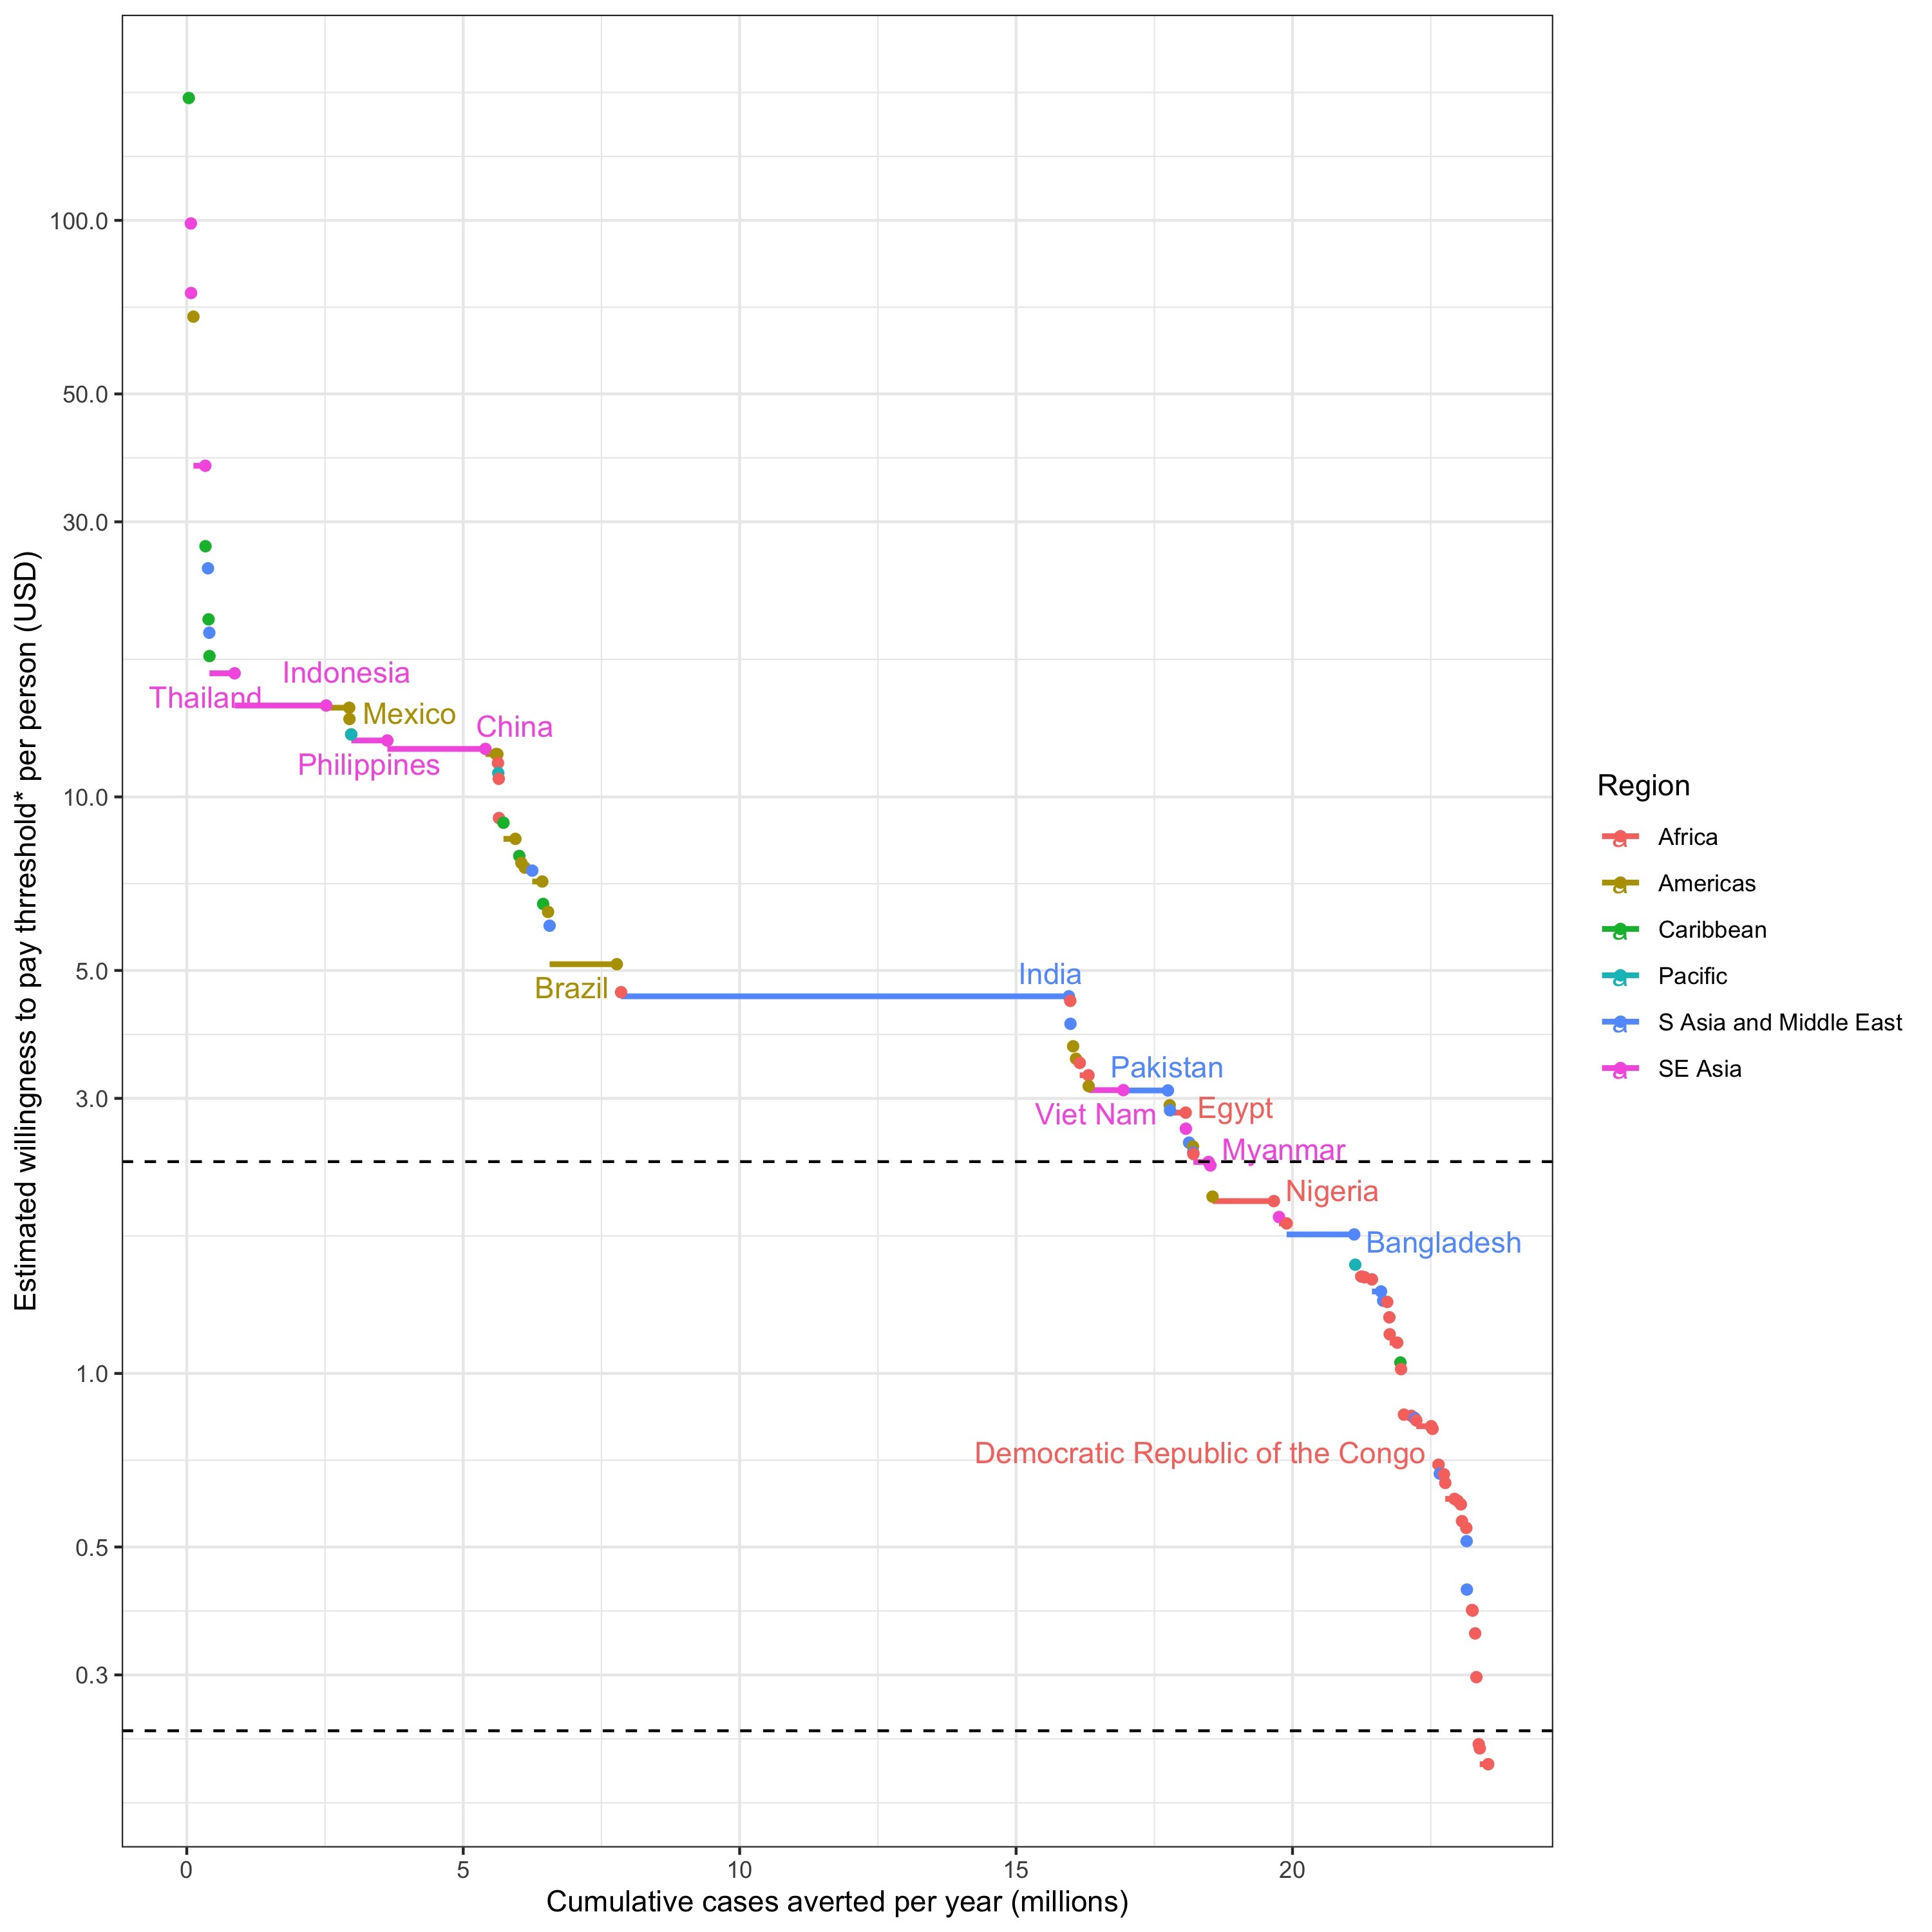 Estimated willingness to pay thrreshold* per person (USD)
100.0
50.0
30.0
10.0
5.0
3.0
1.0
0.5
0.3
Indonesia
Thailand
Mexico
China
Philippines
India
Brazil
Pakistan
Egypt
Viet Nam
Myanmar
Nigeria
Bangladesh
Democratic Republic of the Congo
0
5
10
15
20
Cumulative cases averted per year (millions)
Region
a Africa
a Americas
a Caribbean
a Pacific
a S Asia and Middle East
a SE Asia